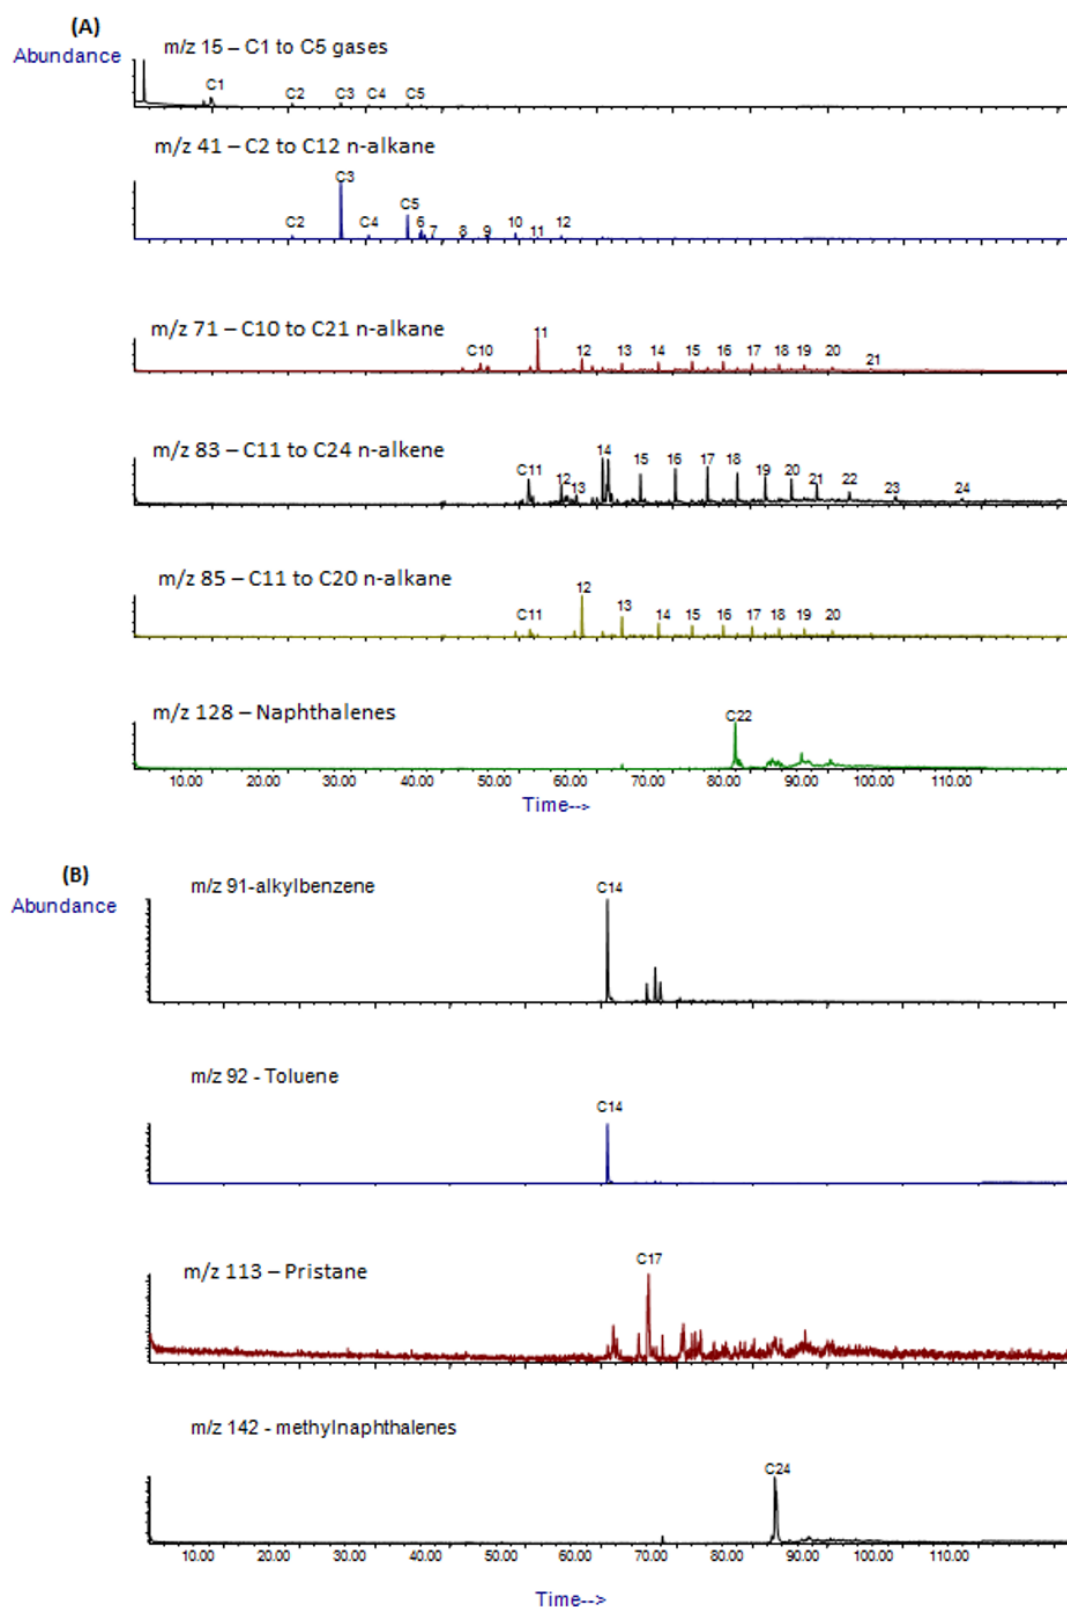 (A)
Abundance
m/z 15 – C1 to C5 gases
C1
C2 C3 C4 C5
m/z 41 – C2 to C12 n-alkane
C3
C5
C2 C4 6 7 8 9 10 11 12
m/z 71 – C10 to C21 n-alkane
C10 11 12 13 14 15 16 17 18 19 20 21
m/z 83 – C11 to C24 n-alkene
C11 12 13 14 15 16 17 18 19 20 21 22 23 24
m/z 85 – C11 to C20 n-alkane
C11 12 13 14 15 16 17 18 19 20
m/z 128 – Naphthalenes
C22
10.00 20.00 30.00 40.00 50.00 60.00 70.00 80.00 90.00 100.00 110.00
Time-->
(B)
Abundance
m/z 91-alkylbenzene
C14
m/z 92 - Toluene
C14
m/z 113 – Pristane
C17
m/z 142 - methylnaphthalenes
C24
10.00 20.00 30.00 40.00 50.00 60.00 70.00 80.00 90.00 100.00 110.00
Time-->